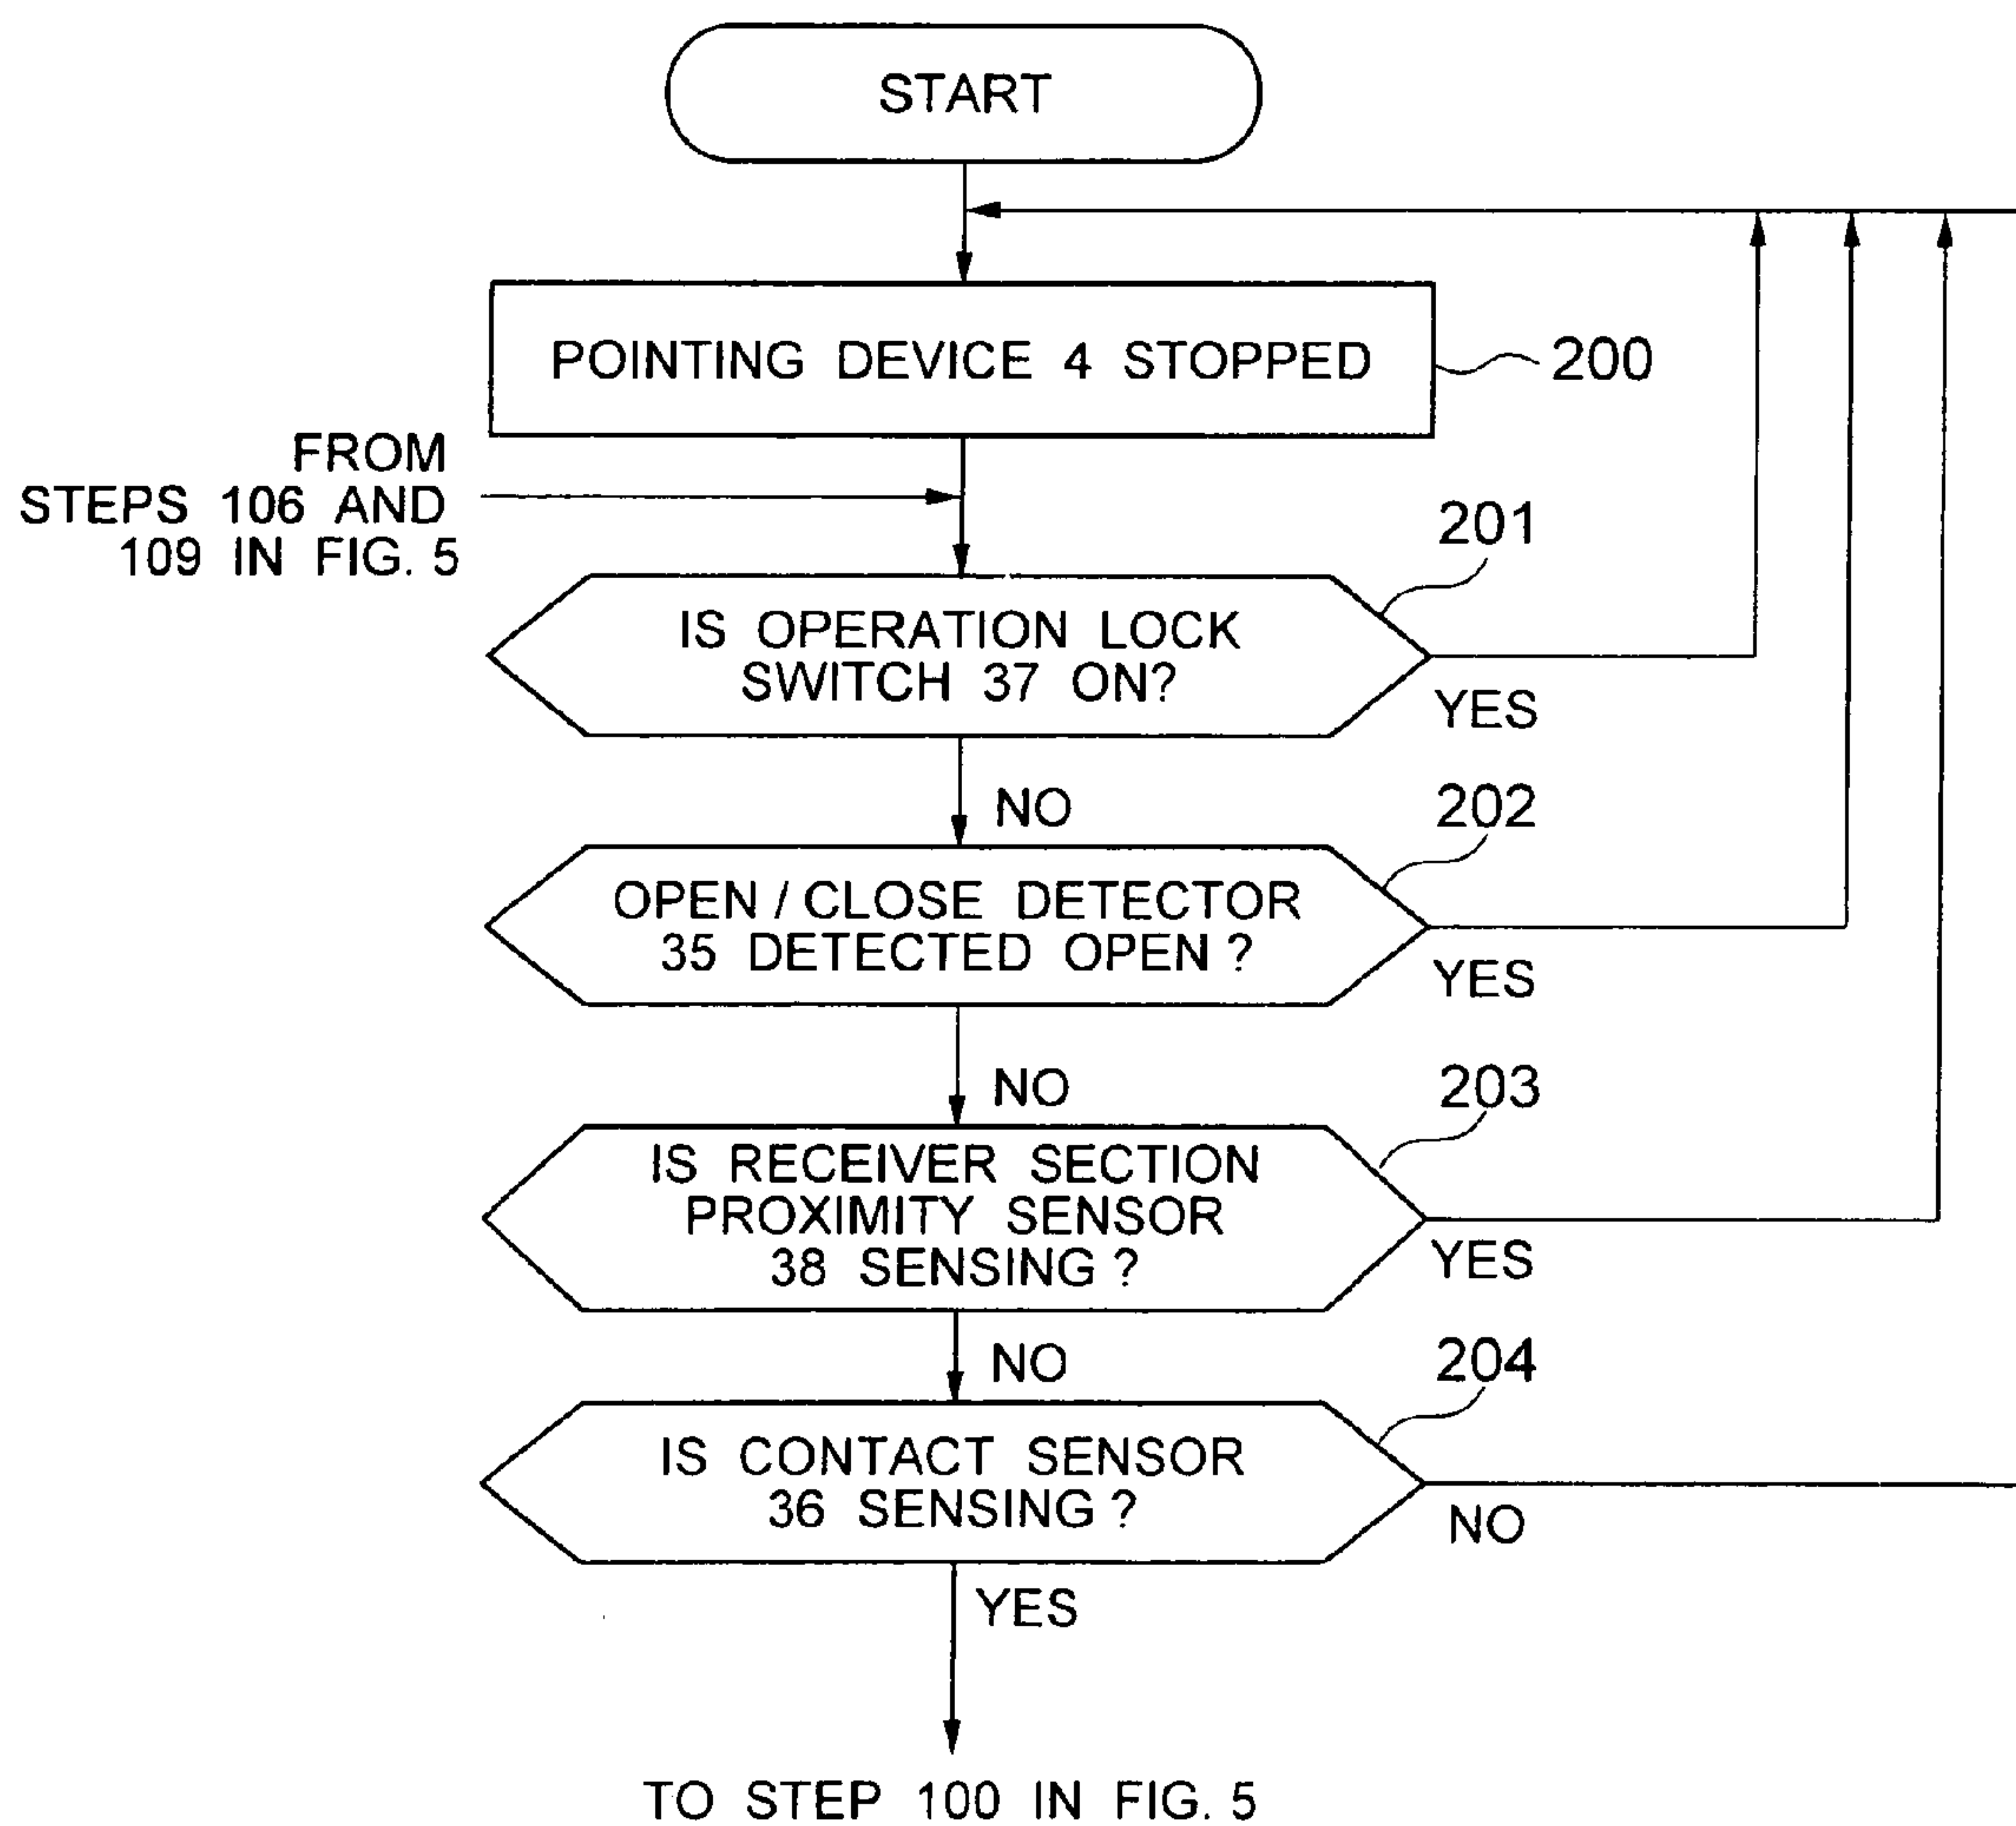 START
POINTING DEVICE 4 STOPPED
200
FROM
STEPS 106 AND
109 IN FIG. 5
201
IS OPERATION LOCK
SWITCH 37 ON?
YES
NO
202
OPEN / CLOSE DETECTOR
35 DETECTED OPEN ?
YES
NO
203
IS RECEIVER SECTION
PROXIMITY SENSOR
38 SENSING ?
YES
NO
204
IS CONTACT SENSOR
36 SENSING ?
NO
YES
TO STEP 100 IN FIG. 5